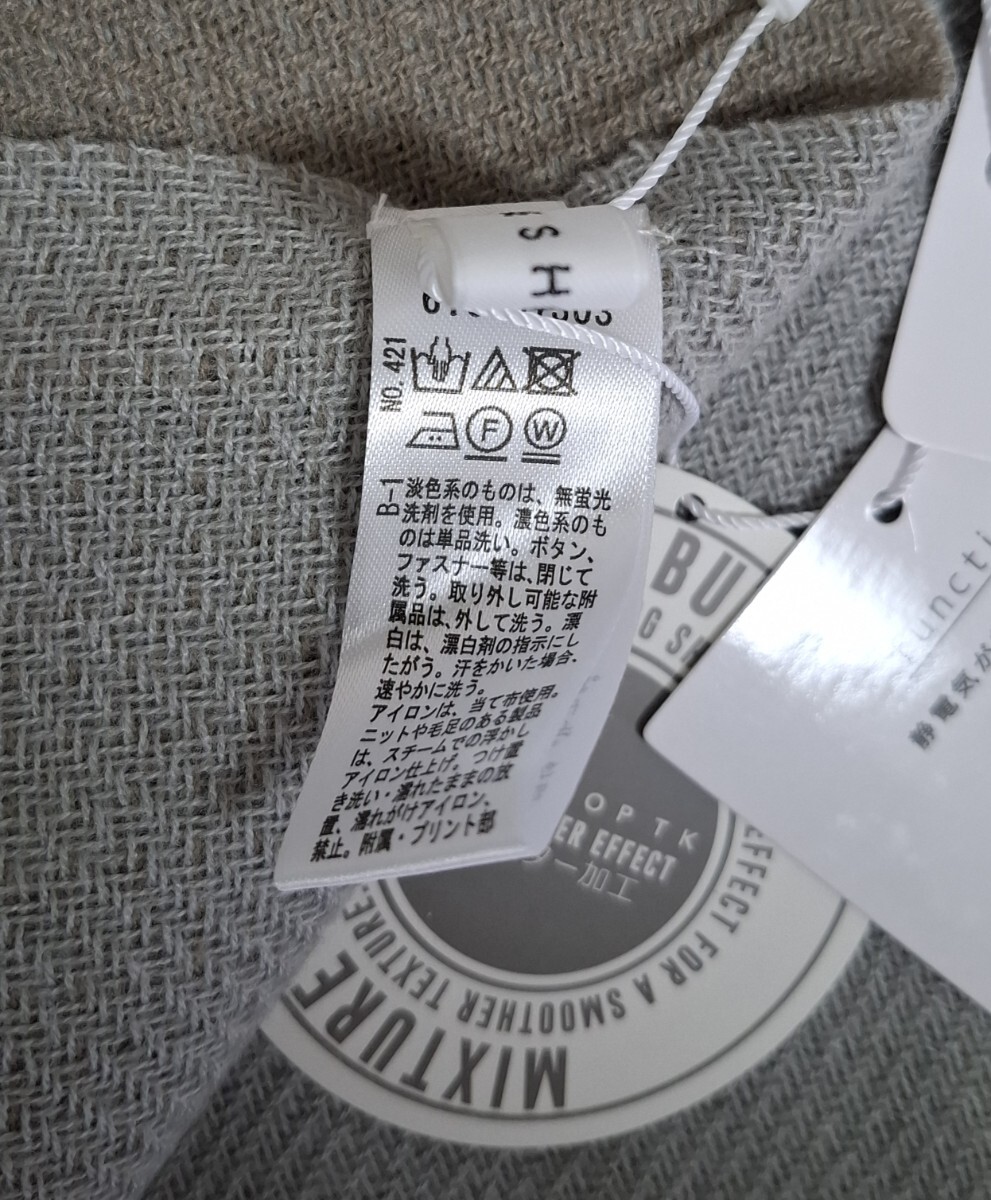 S H
NO. 421
F W
B-1
淡色系のものは、無蛍光
洗剤を使用。濃色系のも
のは単品洗い。ボタン、
ファスナー等は、閉じて
洗う。取り外し可能な附
属品は、外して洗う。漂
白は、漂白剤の指示にし
たがう。汗をかいた場合、
速やかに洗う。
アイロンは、当て布使用。
ニットや毛足のある製品
は、スチームでの浮かし
アイロン仕上げ。つけ置
き洗い・濡れたままの放
置、濡れがけアイロン、
禁止。附属・プリント部
BU
G
静電気が
OPTK
EFFECT
加工
MIXTURE
EFFECT FOR A SMOOTHER TEXTURE